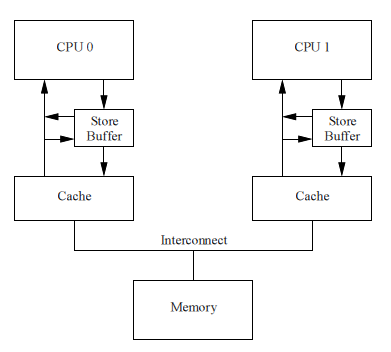 CPU 0
CPU 1
Store
Buffer
Store
Buffer
Cache
Cache
Interconnect
Memory